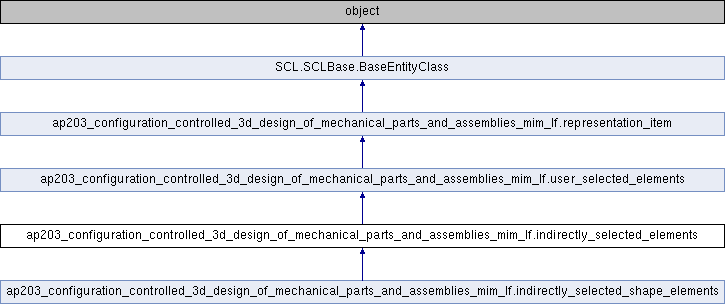 object
SCL.SCLBase.BaseEntityClass
ap203_configuration_controlled_3d_design_of_mechanical_parts_and_assemblies_mim_lf.representation_item
ap203_configuration_controlled_3d_design_of_mechanical_parts_and_assemblies_mim_lf.user_selected_elements
ap203_configuration_controlled_3d_design_of_mechanical_parts_and_assemblies_mim_lf.indirectly_selected_elements
ap203_configuration_controlled_3d_design_of_mechanical_parts_and_assemblies_mim_lf.indirectly_selected_shape_elements